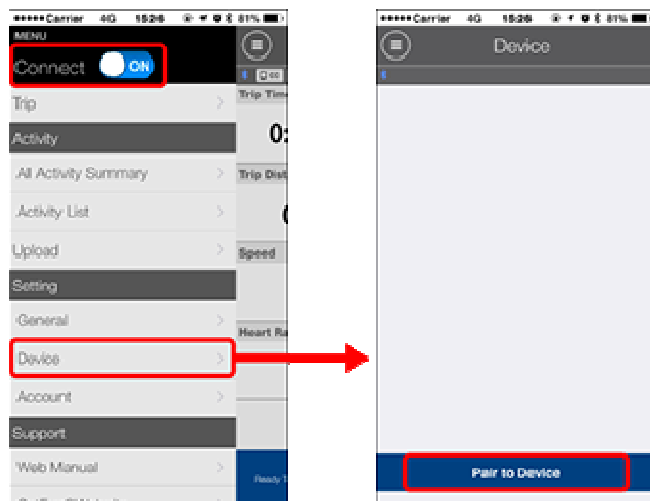 Carrier 4G 15:26 81%
MENU
Connect ON
Trip
Activity
All Activity Summary
Activity List
Upload
Setting
General
Device
Account
Support
Web Manual
Trip Time
0:
Trip Dist
Speed
Heart Ra
Ready T
Carrier 4G 15:26 81%
Device
Pair to Device